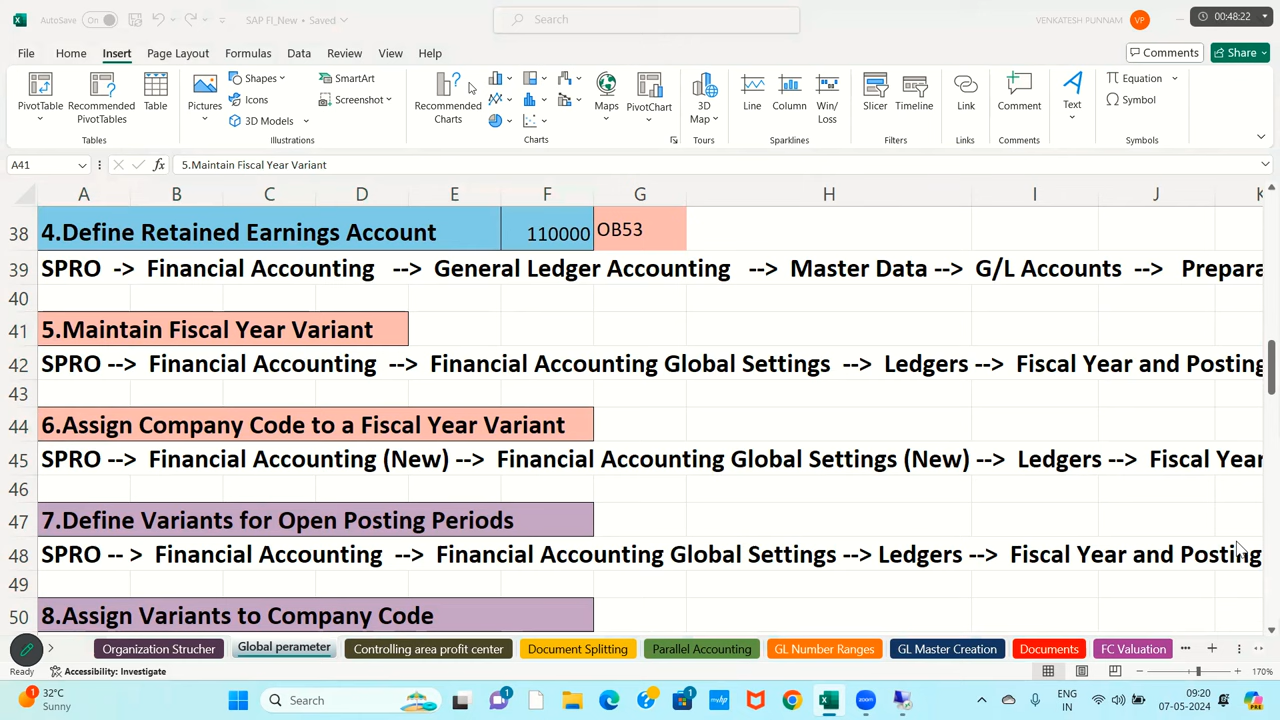 AutoSave Off SAP FI_New • Saved Search VENKATESH PUNNAM VP 00:48:22
File Home Insert Page Layout Formulas Data Review View Help Comments Share
PivotTable Recommended PivotTables Table Pictures Shapes Icons 3D Models SmartArt Screenshot Recommended Charts Maps PivotChart 3D Map Line Column Win/Loss Slicer Timeline Link Comment Text Equation Symbol
Tables Illustrations Charts Tours Sparklines Filters Links Comments Symbols
A41 fx 5.Maintain Fiscal Year Variant
A B C D E F G H I J K
38 4.Define Retained Earnings Account 110000 OB53
39 SPRO -> Financial Accounting --> General Ledger Accounting --> Master Data --> G/L Accounts --> Prepara
40
41 5.Maintain Fiscal Year Variant
42 SPRO --> Financial Accounting --> Financial Accounting Global Settings --> Ledgers --> Fiscal Year and Posting
43
44 6.Assign Company Code to a Fiscal Year Variant
45 SPRO --> Financial Accounting (New) --> Financial Accounting Global Settings (New) --> Ledgers --> Fiscal Year
46
47 7.Define Variants for Open Posting Periods
48 SPRO -- > Financial Accounting --> Financial Accounting Global Settings --> Ledgers --> Fiscal Year and Posting
49
50 8.Assign Variants to Company Code
Organization Strucher Global perameter Controlling area profit center Document Splitting Parallel Accounting GL Number Ranges GL Master Creation Documents FC Valuation
Ready Accessibility: Investigate 170%
1 32°C Search 1 ENG 09:20
Sunny IN 07-05-2024